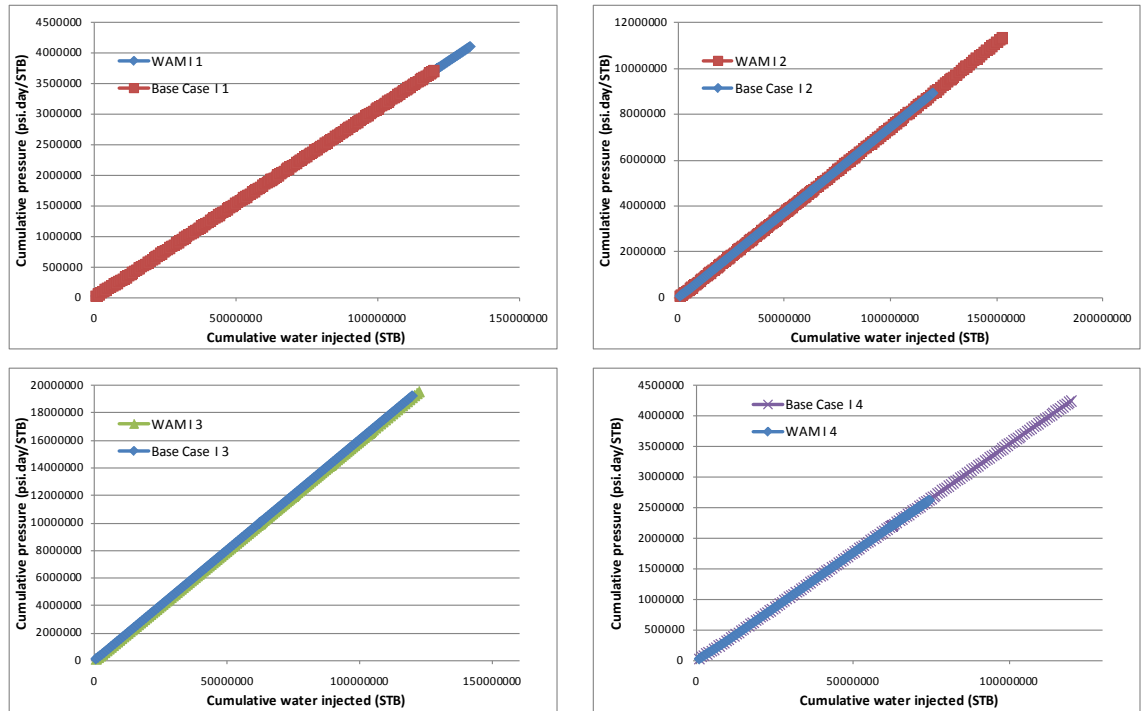 Cumulative pressure (psi.day/STB)
4500000
4000000
3500000
3000000
2500000
2000000
1500000
1000000
500000
0
WAM I 1
Base Case I 1
0 50000000 100000000 150000000
Cumulative water injected (STB)
Cumulative pressure (psi.day/STB)
12000000
10000000
8000000
6000000
4000000
2000000
0
WAM I 2
Base Case I 2
0 50000000 100000000 150000000 200000000
Cumulative water injected (STB)
Cumulative pressure (psi.day/STB)
20000000
18000000
16000000
14000000
12000000
10000000
8000000
6000000
4000000
2000000
0
WAM I 3
Base Case I 3
0 50000000 100000000 150000000
Cumulative water injected (STB)
Cumulative pressure (psi.day/STB)
4500000
4000000
3500000
3000000
2500000
2000000
1500000
1000000
500000
0
Base Case I 4
WAM I 4
0 50000000 100000000
Cumulative water injected (STB)